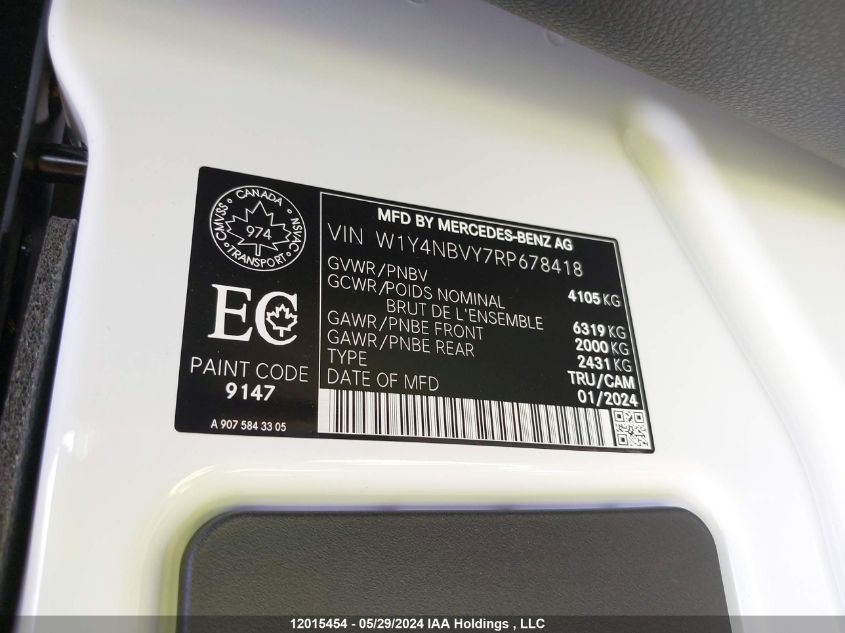 CANADA
CMVSS
974
NSVAC
TRANSPORT
EC
PAINT CODE
9147
A 907 584 33 05
MFD BY MERCEDES-BENZ AG
VIN W1Y4NBVY7RP678418
GVWR/PNBV 4105 KG
GCWR/POIDS NOMINAL
BRUT DE L'ENSEMBLE 6319 KG
GAWR/PNBE FRONT 2000 KG
GAWR/PNBE REAR 2431 KG
TYPE TRU/CAM
DATE OF MFD 01/2024
12015454 - 05/29/2024 IAA Holdings , LLC